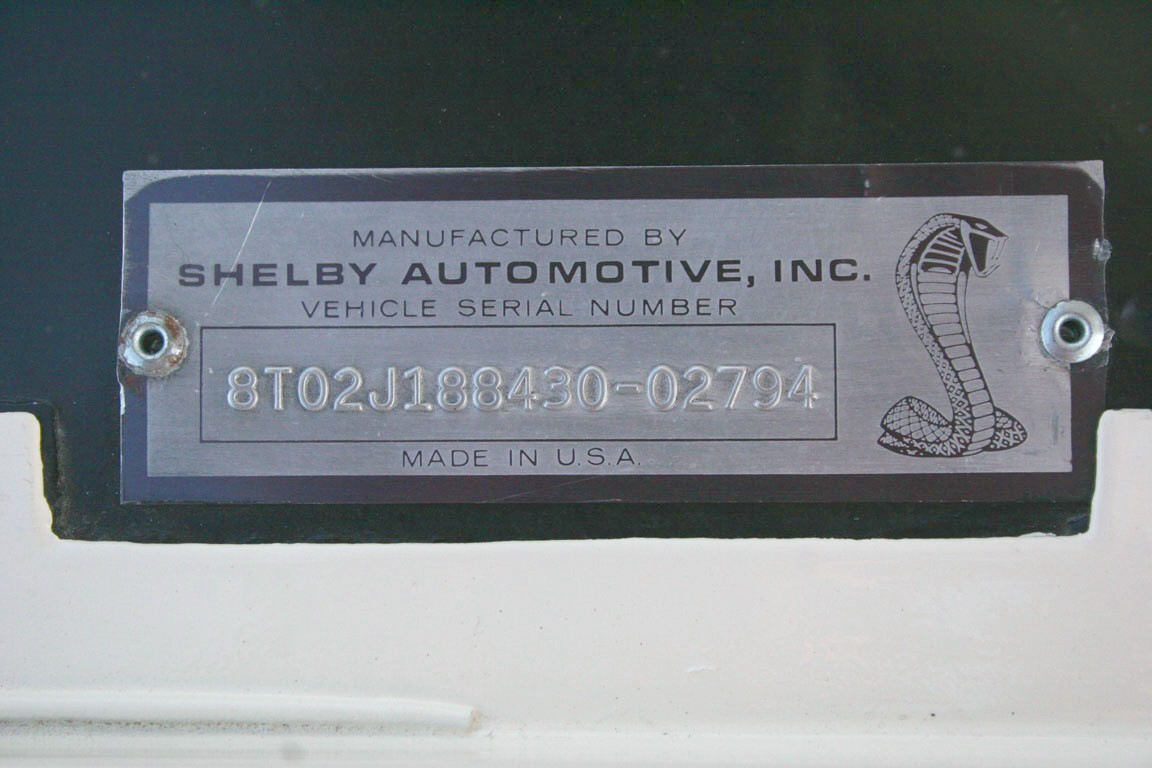 MANUFACTURED BY
SHELBY AUTOMOTIVE, INC.
VEHICLE SERIAL NUMBER
8T02J188430-02794
MADE IN U.S.A.